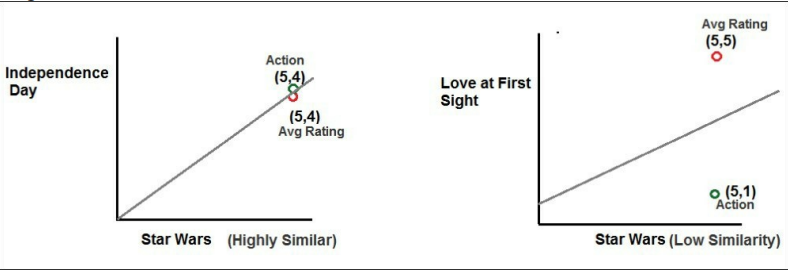 Action
(5,4)
Independence
Day
(5,4)
Avg Rating
Star Wars (Highly Similar)
Avg Rating
(5,5)
Love at First
Sight
(5,1)
Action
Star Wars (Low Similarity)